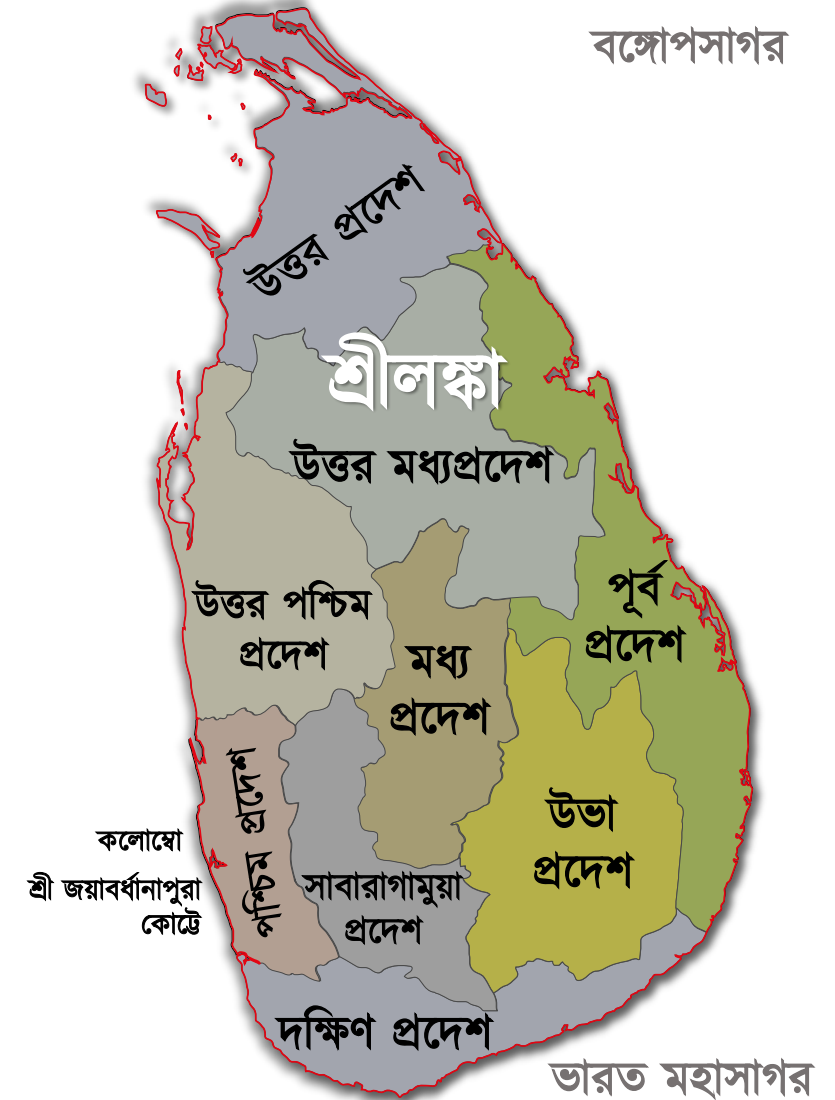 বঙ্গোপসাগর
উত্তর প্রদেশ
শ্রীলঙ্কা
উত্তর মধ্যপ্রদেশ
উত্তর পশ্চিম
প্রদেশ
পূর্ব
প্রদেশ
মধ্য
প্রদেশ
পশ্চিম প্রদেশ
উভা
প্রদেশ
কলোম্বো
শ্রী জয়াবর্ধানাপুরা
কোট্টে
সাবারাগামুয়া
প্রদেশ
দক্ষিণ প্রদেশ
ভারত মহাসাগর